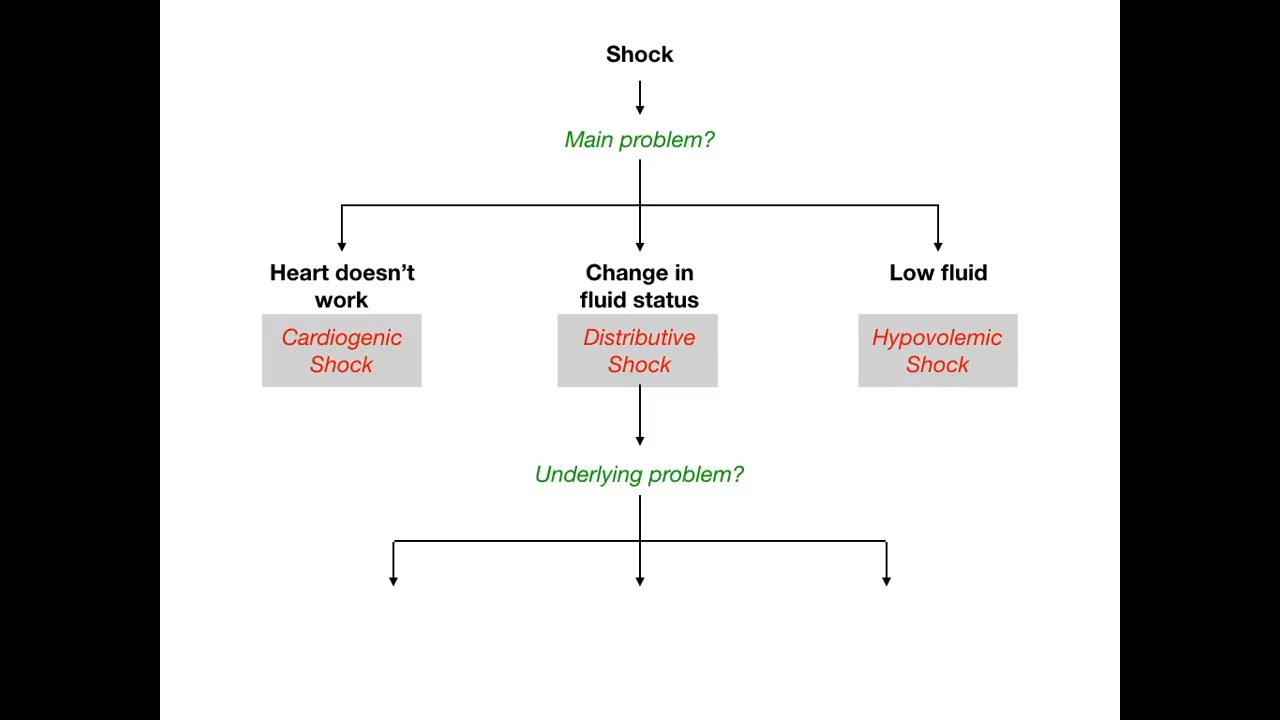 Shock
Main problem?
Heart doesn’t
work
Cardiogenic
Shock
Change in
fluid status
Distributive
Shock
Low fluid
Hypovolemic
Shock
Underlying problem?